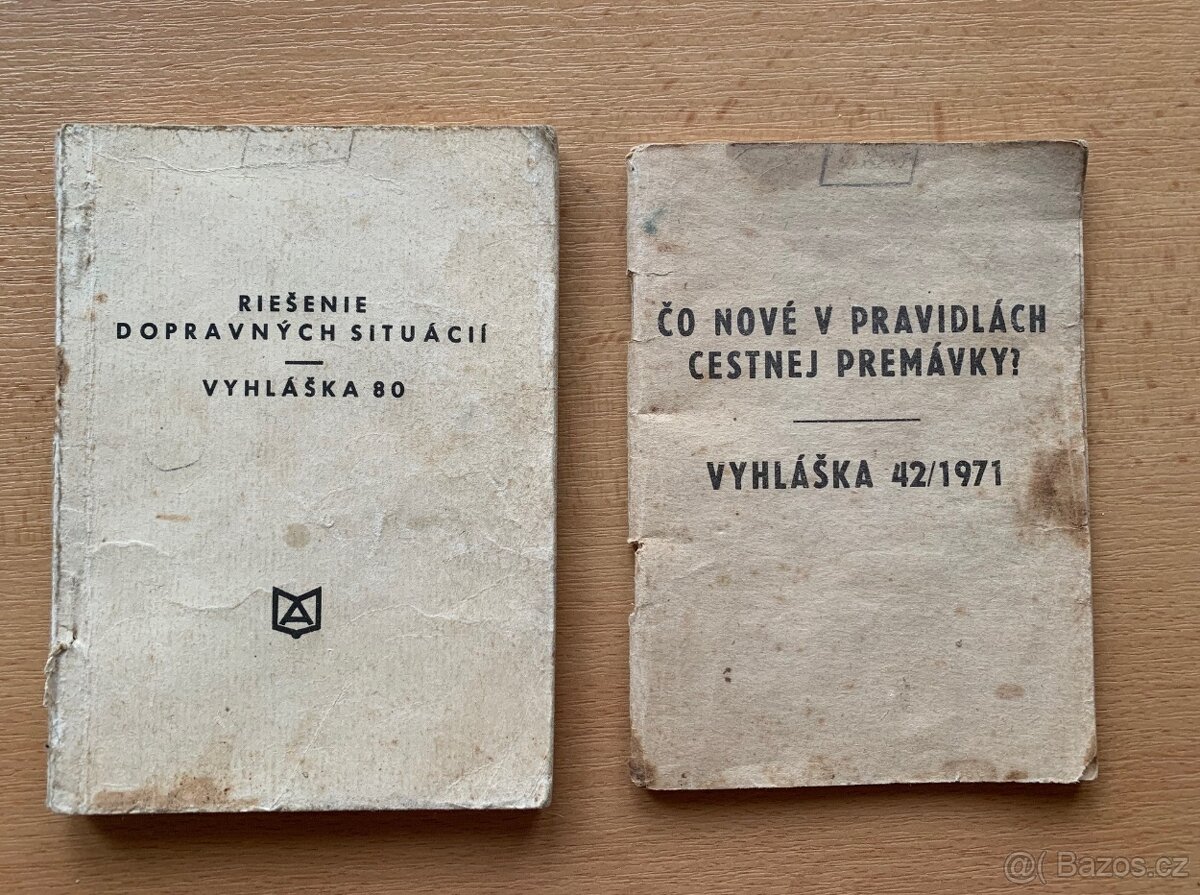 RIEŠENIE
DOPRAVNÝCH SITUÁCIÍ
VYHLÁŠKA 80
ČO NOVÉ V PRAVIDLÁCH
CESTNEJ PREMÁVKY?
VYHLÁŠKA 42/1971
@( Bazos.cz